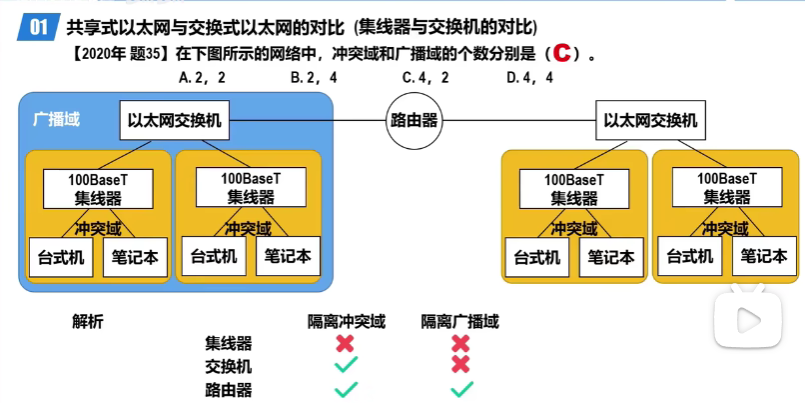 01 共享式以太网与交换式以太网的对比 (集线器与交换机的对比)
【2020年 题35】在下图所示的网络中，冲突域和广播域的个数分别是（C）。
A. 2，2 B. 2，4 C. 4，2 D. 4，4
广播域 以太网交换机 路由器 以太网交换机
100BaseT 100BaseT 100BaseT 100BaseT
集线器 集线器 集线器 集线器
冲突域 冲突域 冲突域 冲突域
台式机 笔记本 台式机 笔记本 台式机 笔记本 台式机 笔记本
解析 隔离冲突域 隔离广播域
集线器
交换机
路由器